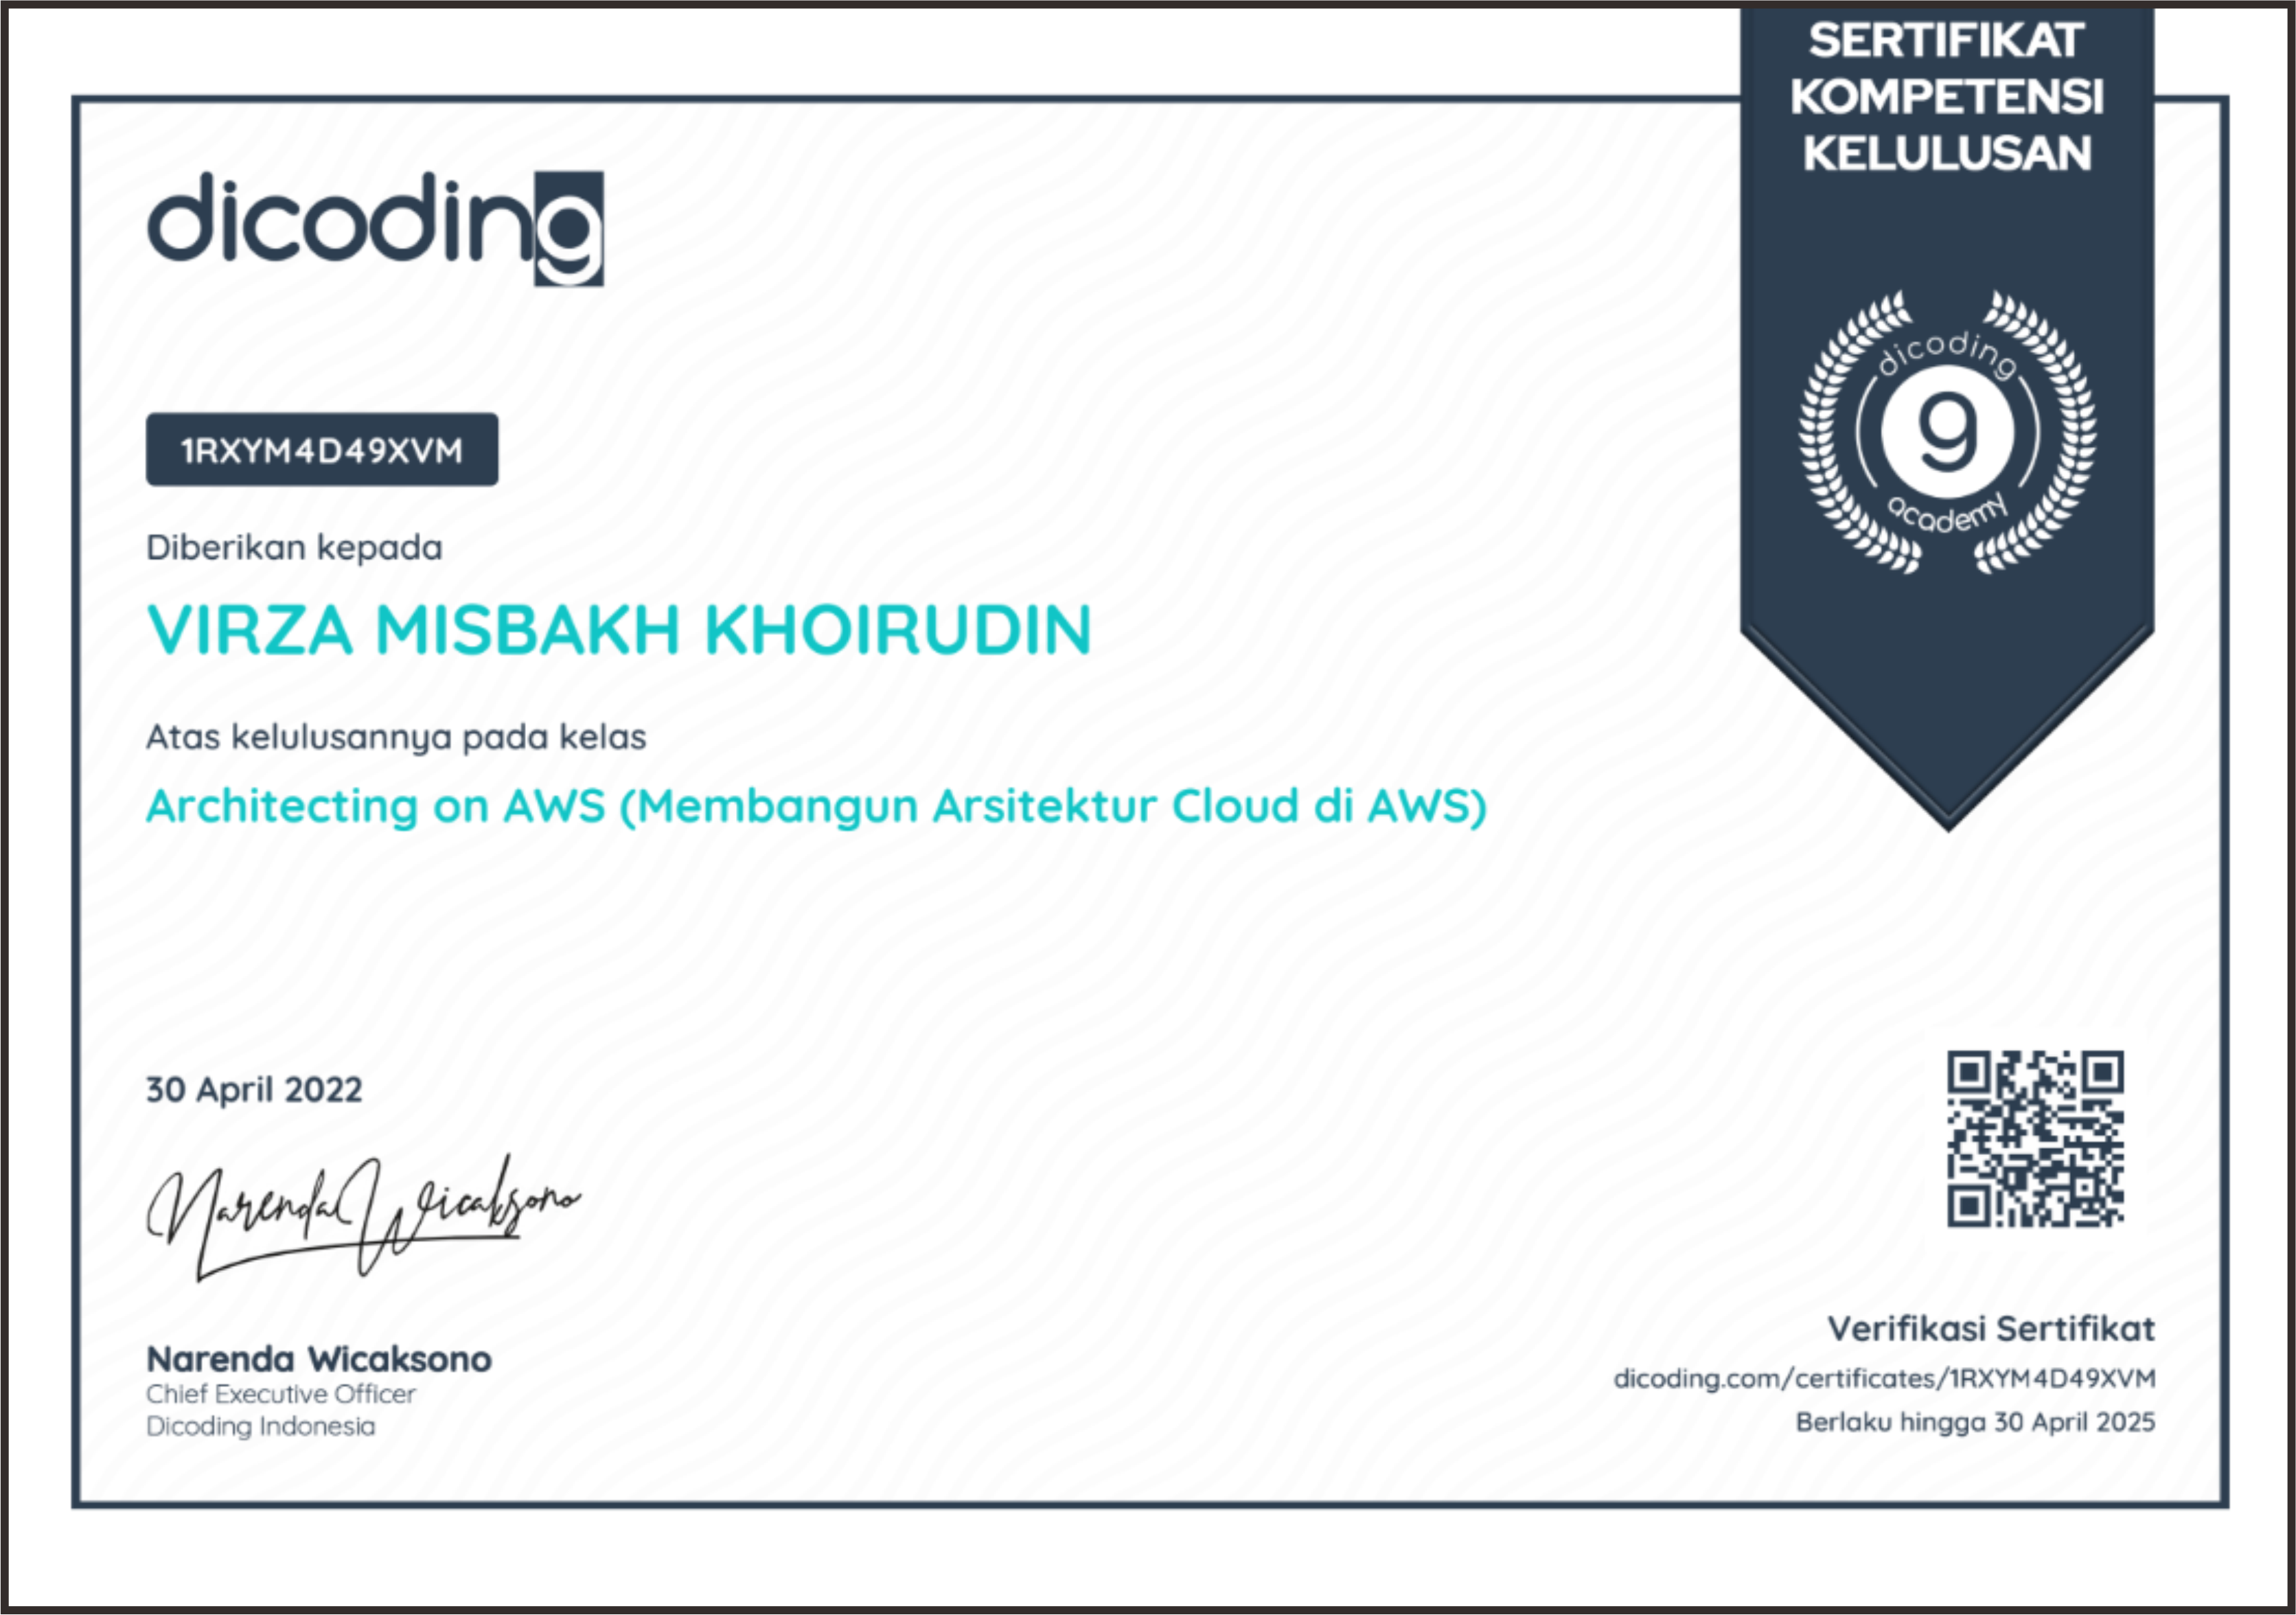 SERTIFIKAT
KOMPETENSI
KELULUSAN
dicoding
dicoding
g
academy
1RXYM4D49XVM
Diberikan kepada
VIRZA MISBAKH KHOIRUDIN
Atas kelulusannya pada kelas
Architecting on AWS (Membangun Arsitektur Cloud di AWS)
30 April 2022
Narenda Wicaksono
Narenda Wicaksono
Chief Executive Officer
Dicoding Indonesia
Verifikasi Sertifikat
dicoding.com/certificates/1RXYM4D49XVM
Berlaku hingga 30 April 2025